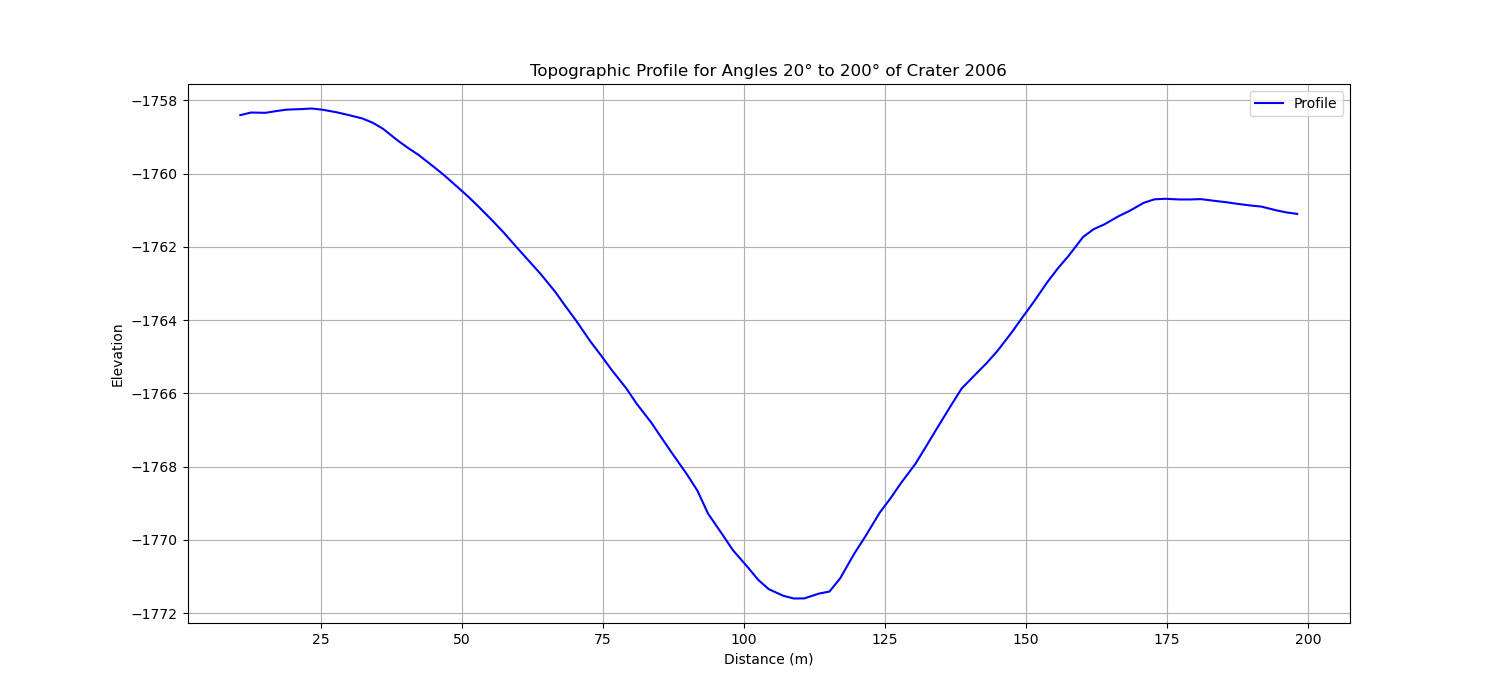 Topographic Profile for Angles 20° to 200° of Crater 2006
Profile
−1758
−1760
−1762
−1764
−1766
−1768
−1770
−1772
Elevation
25 50 75 100 125 150 175 200
Distance (m)